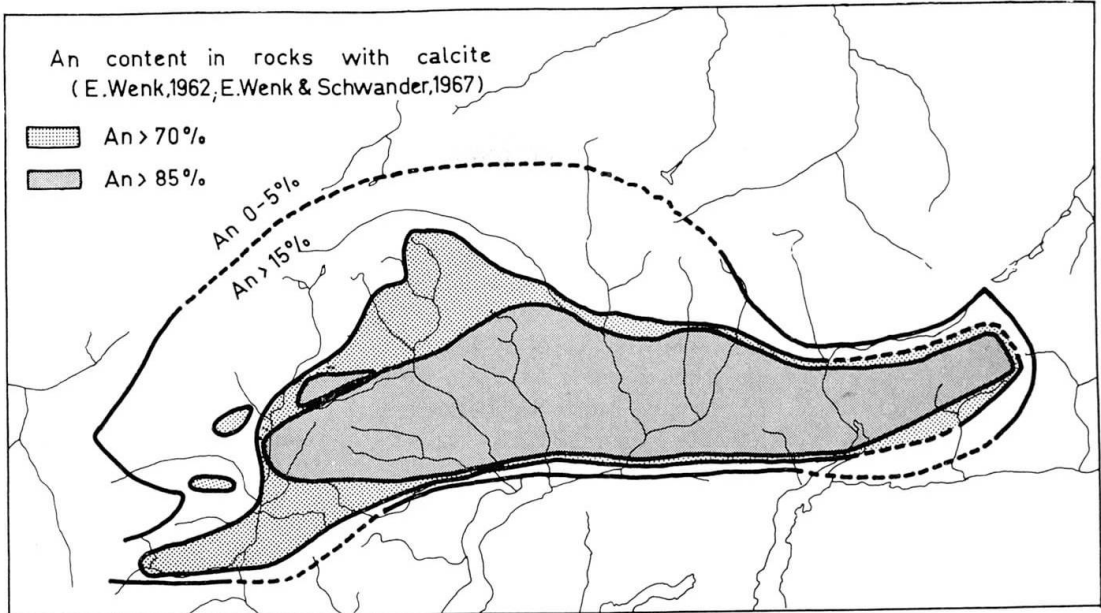 An content in rocks with calcite
(E.Wenk,1962; E.Wenk & Schwander,1967)
An > 70%
An > 85%
An 0-5%
An > 15%